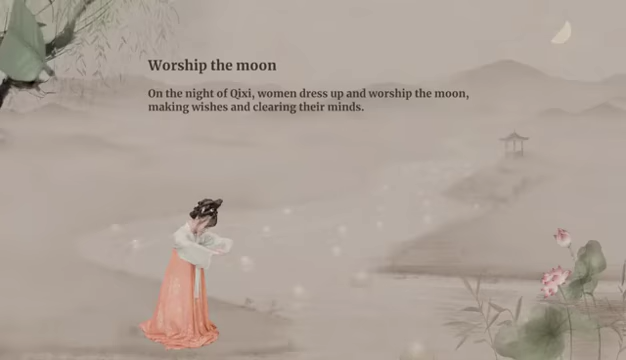 Worship the moon
On the night of Qixi, women dress up and worship the moon,
making wishes and clearing their minds.